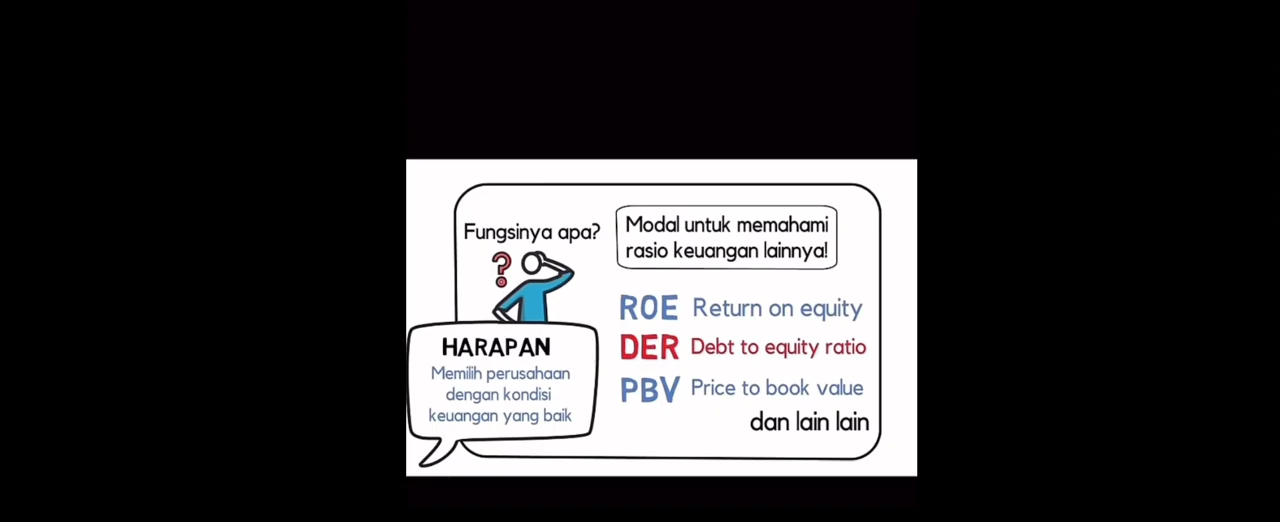 Fungsinya apa?
?
HARAPAN
Memilih perusahaan
dengan kondisi
keuangan yang baik
Modal untuk memahami
rasio keuangan lainnya!
ROE Return on equity
DER Debt to equity ratio
PBV Price to book value
dan lain lain